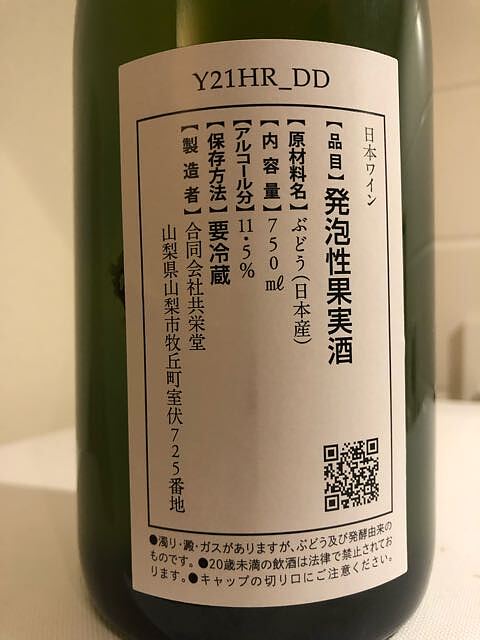 Y21HR_DD
日本ワイン
【品目】発泡性果実酒
【原材料名】ぶどう(日本産)
【内容量】750㎖
【アルコール分】11・5%
【保存方法】要冷蔵
【製造者】合同会社共栄堂
山梨県山梨市牧丘町室伏725番地
●濁り・澱・ガスがありますが、ぶどう及び発酵由来の
ものです。●20歳未満の飲酒は法律で禁止されてお
ります。●キャップの切り口にご注意ください。